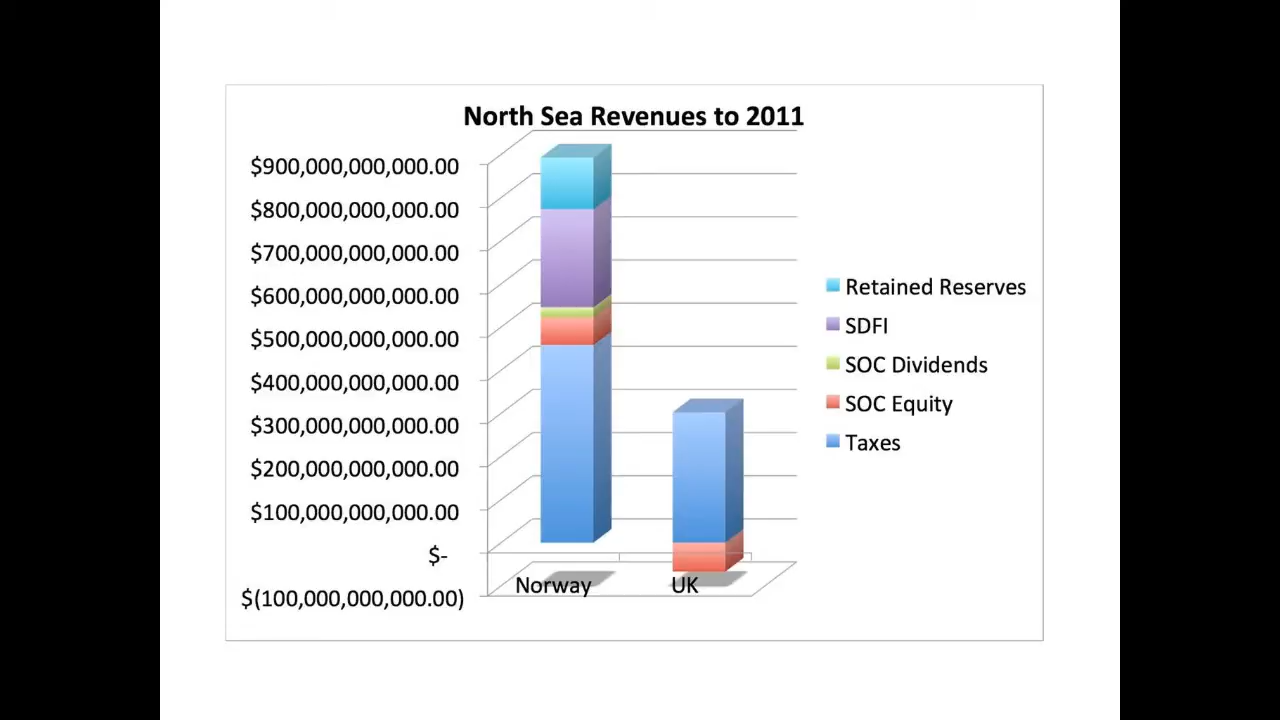 North Sea Revenues to 2011
$900,000,000,000.00
$800,000,000,000.00
$700,000,000,000.00
$600,000,000,000.00
$500,000,000,000.00
$400,000,000,000.00
$300,000,000,000.00
$200,000,000,000.00
$100,000,000,000.00
$-
$(100,000,000,000.00)
Norway
UK
Retained Reserves
SDFI
SOC Dividends
SOC Equity
Taxes